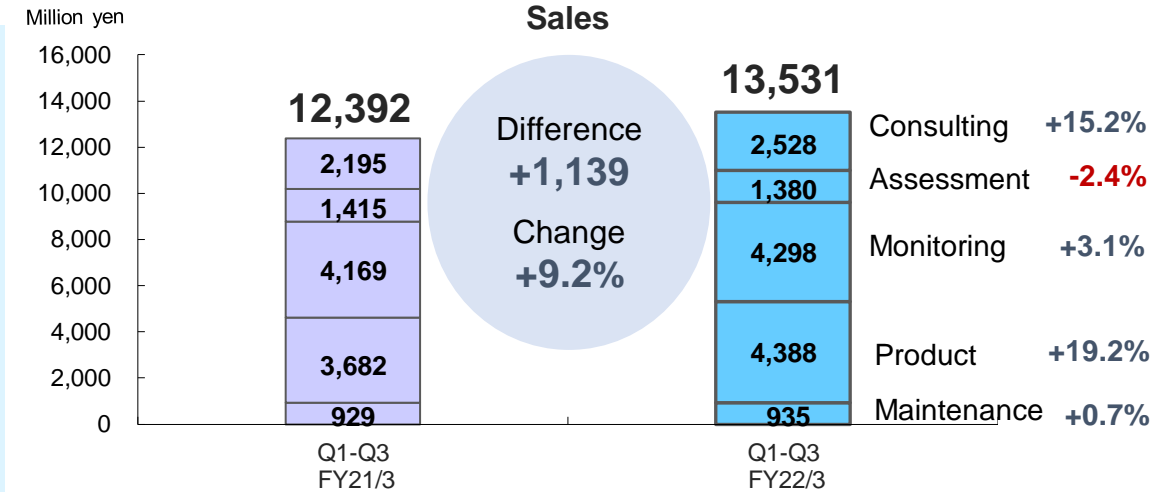 Million yen
Sales
16,000
14,000
12,000
10,000
8,000
6,000
4,000
2,000
0
12,392
2,195
1,415
4,169
3,682
929
Q1-Q3
FY21/3
Difference
+1,139
Change
+9.2%
13,531
2,528
1,380
4,298
4,388
935
Q1-Q3
FY22/3
Consulting +15.2%
Assessment -2.4%
Monitoring +3.1%
Product +19.2%
Maintenance +0.7%